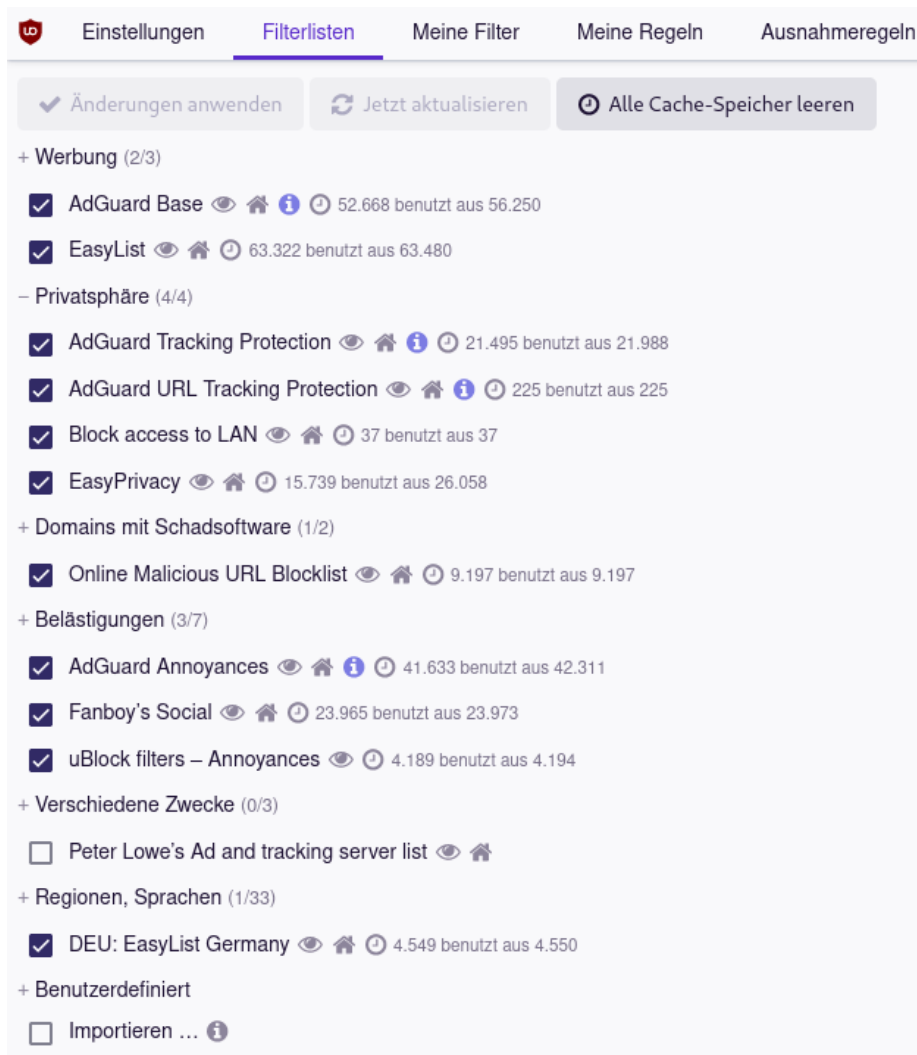 Einstellungen Filterlisten Meine Filter Meine Regeln Ausnahmeregeln
Änderungen anwenden Jetzt aktualisieren Alle Cache-Speicher leeren
+ Werbung (2/3)
AdGuard Base 52.668 benutzt aus 56.250
EasyList 63.322 benutzt aus 63.480
– Privatsphäre (4/4)
AdGuard Tracking Protection 21.495 benutzt aus 21.988
AdGuard URL Tracking Protection 225 benutzt aus 225
Block access to LAN 37 benutzt aus 37
EasyPrivacy 15.739 benutzt aus 26.058
+ Domains mit Schadsoftware (1/2)
Online Malicious URL Blocklist 9.197 benutzt aus 9.197
+ Belästigungen (3/7)
AdGuard Annoyances 41.633 benutzt aus 42.311
Fanboy’s Social 23.965 benutzt aus 23.973
uBlock filters – Annoyances 4.189 benutzt aus 4.194
+ Verschiedene Zwecke (0/3)
Peter Lowe’s Ad and tracking server list
+ Regionen, Sprachen (1/33)
DEU: EasyList Germany 4.549 benutzt aus 4.550
+ Benutzerdefiniert
Importieren …